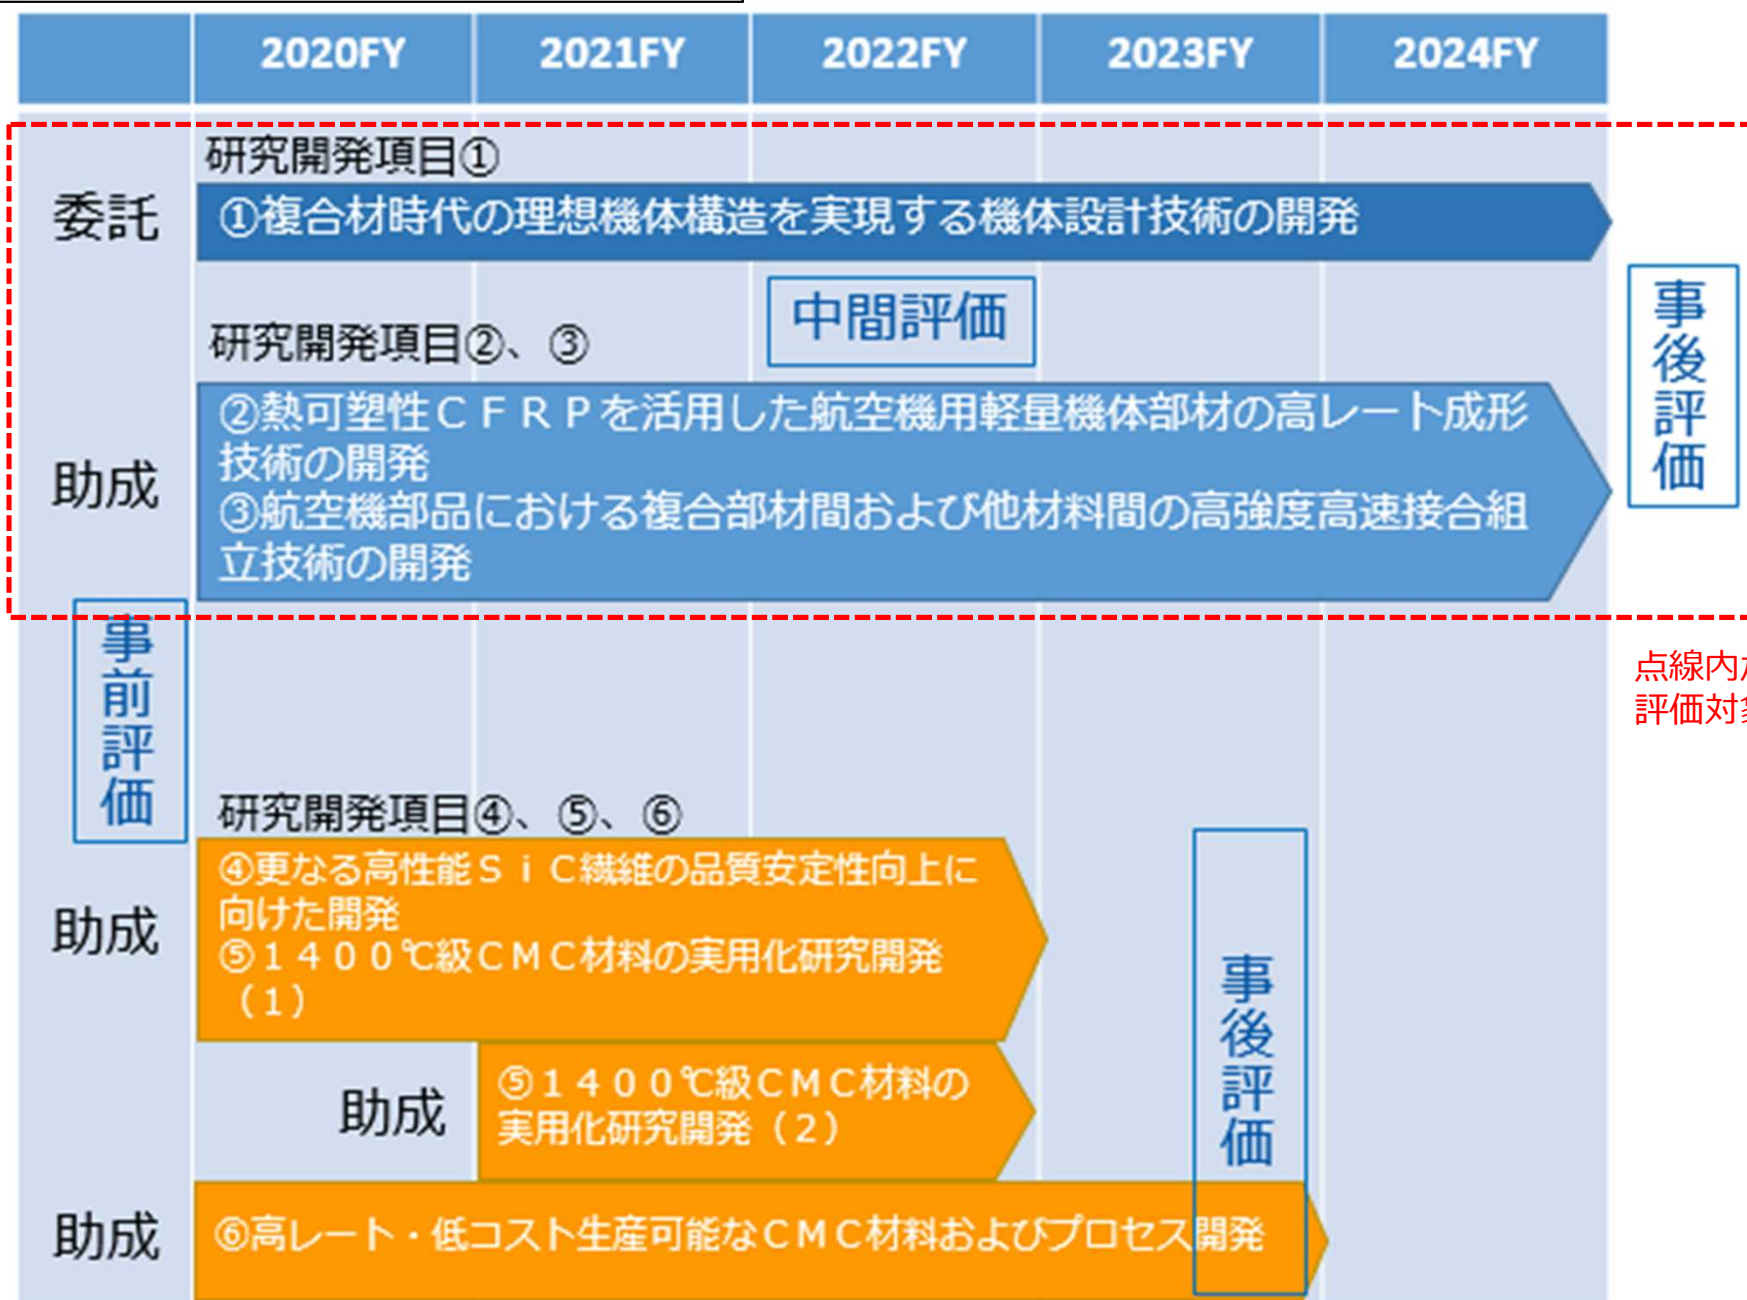 2020FY 2021FY 2022FY 2023FY 2024FY
研究開発項目①
委託
①複合材時代の理想機体構造を実現する機体設計技術の開発
中間評価
事後評価
研究開発項目②、③
助成
②熱可塑性CFRPを活用した航空機用軽量機体部材の高レート成形
技術の開発
③航空機部品における複合部材間および他材料間の高強度高速接合組
立技術の開発
事前評価
点線内
評価対
研究開発項目④、⑤、⑥
助成
④更なる高性能SiC繊維の品質安定性向上に
向けた開発
⑤1400℃級CMC材料の実用化研究開発
(1)
事後評価
助成
⑤1400℃級CMC材料の
実用化研究開発(2)
助成
⑥高レート・低コスト生産可能なCMC材料およびプロセス開発